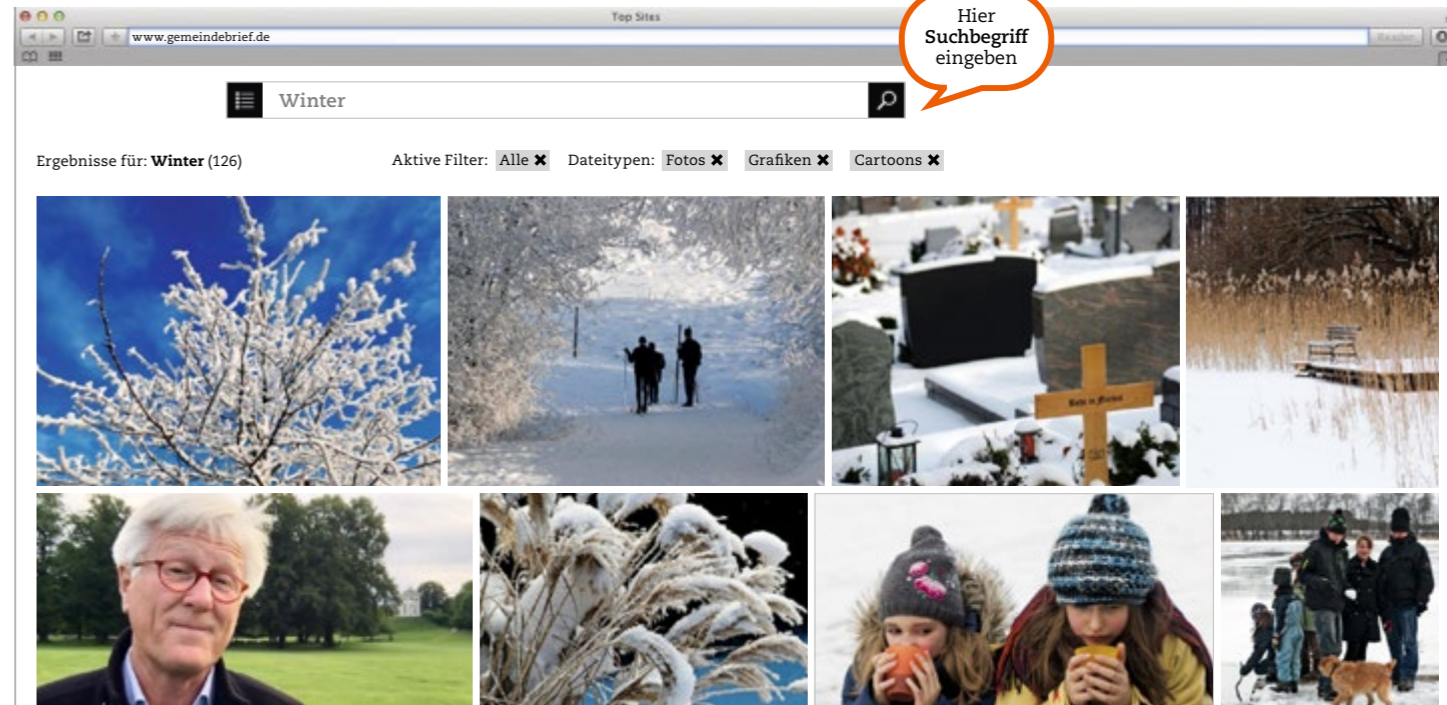 Top Sites
www.gemeindebrief.de
Reader
Hier
Suchbegriff
eingeben
Winter
Ergebnisse für: Winter (126)
Aktive Filter: Alle ✖ Dateitypen: Fotos ✖ Grafiken ✖ Cartoons ✖